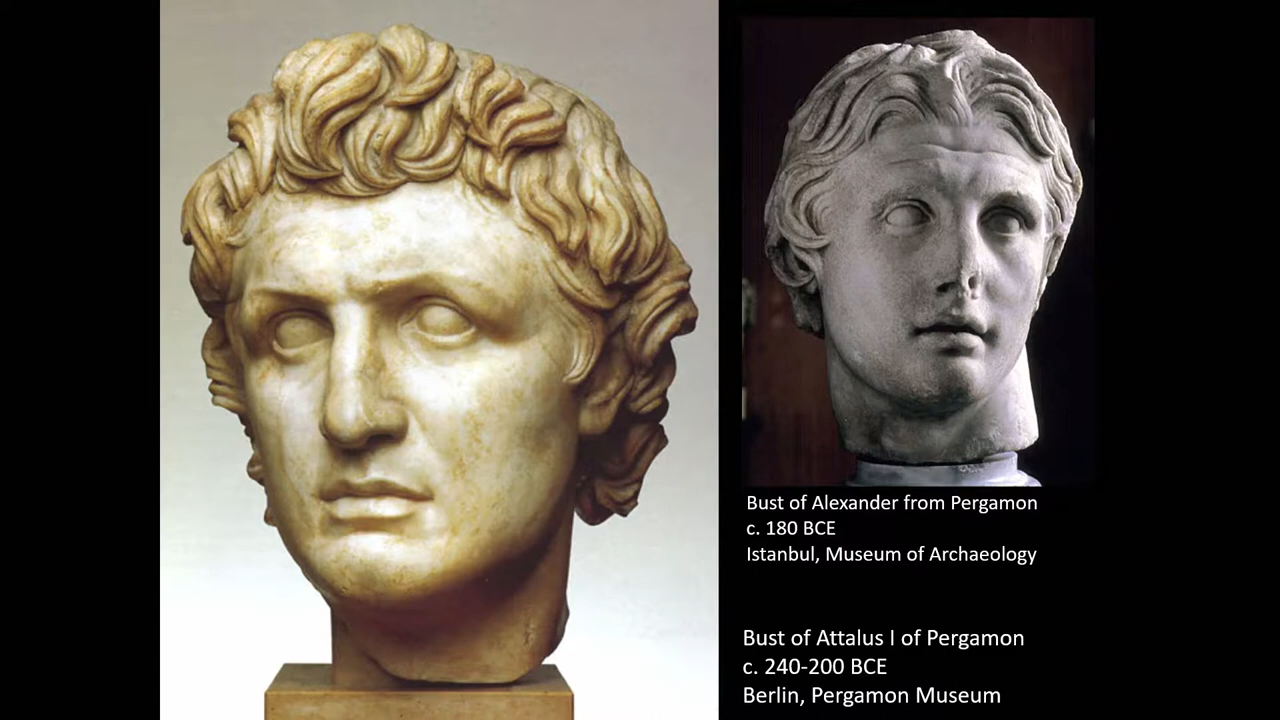 Bust of Alexander from Pergamon
c. 180 BCE
Istanbul, Museum of Archaeology
Bust of Attalus I of Pergamon
c. 240-200 BCE
Berlin, Pergamon Museum